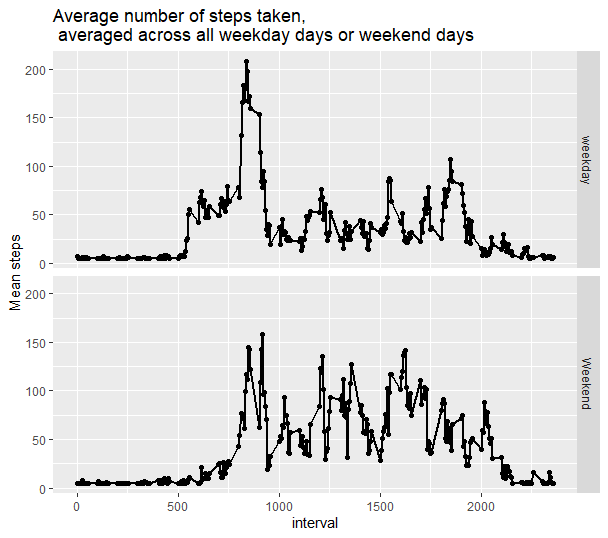 Average number of steps taken,
averaged across all weekday days or weekend days
Mean steps
200
150
100
50
0
weekday
200
150
100
50
0
Weekend
0 500 1000 1500 2000
interval